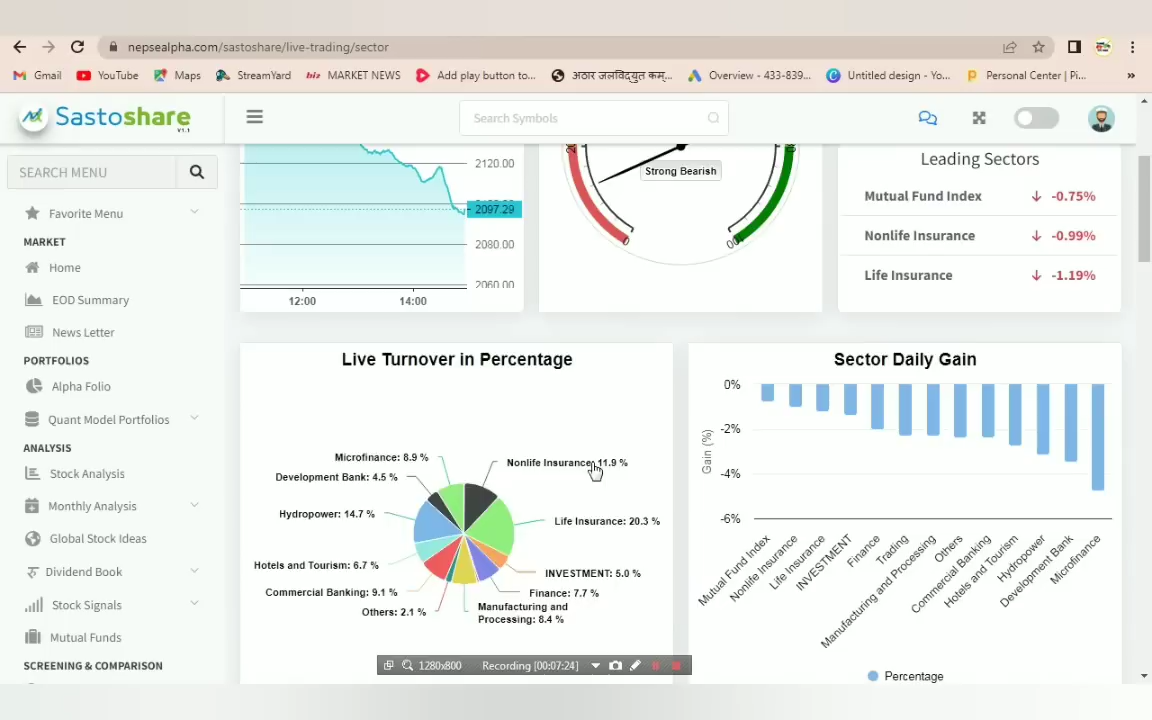 nepsealpha.com/sastoshare/live-trading/sector
Gmail
YouTube
Maps
StreamYard
biz MARKET NEWS
Add play button to...
अठार जलविद्युत कम्...
Overview - 433-839...
Untitled design - Yo...
Personal Center | Pi...
»
Sastoshare
V1.1
Search Symbols
SEARCH MENU
Favorite Menu
MARKET
Home
EOD Summary
News Letter
PORTFOLIOS
Alpha Folio
Quant Model Portfolios
ANALYSIS
Stock Analysis
Monthly Analysis
Global Stock Ideas
Dividend Book
Stock Signals
Mutual Funds
SCREENING & COMPARISON
2120.00
2097.29
2080.00
2060.00
12:00
14:00
Strong Bearish
0
Leading Sectors
Mutual Fund Index ↓ -0.75%
Nonlife Insurance ↓ -0.99%
Life Insurance ↓ -1.19%
Live Turnover in Percentage
Microfinance: 8.9 %
Nonlife Insurance: 11.9 %
Development Bank: 4.5 %
Hydropower: 14.7 %
Life Insurance: 20.3 %
Hotels and Tourism: 6.7 %
INVESTMENT: 5.0 %
Commercial Banking: 9.1 %
Finance: 7.7 %
Others: 2.1 %
Manufacturing and
Processing: 8.4 %
Sector Daily Gain
0%
-2%
-4%
-6%
Gain (%)
Mutual Fund Index
Nonlife Insurance
Life Insurance
INVESTMENT
Finance
Trading
Manufacturing and Processing
Others
Commercial Banking
Hotels and Tourism
Hydropower
Development Bank
Microfinance
Percentage
1280x800
Recording [00:07:24]